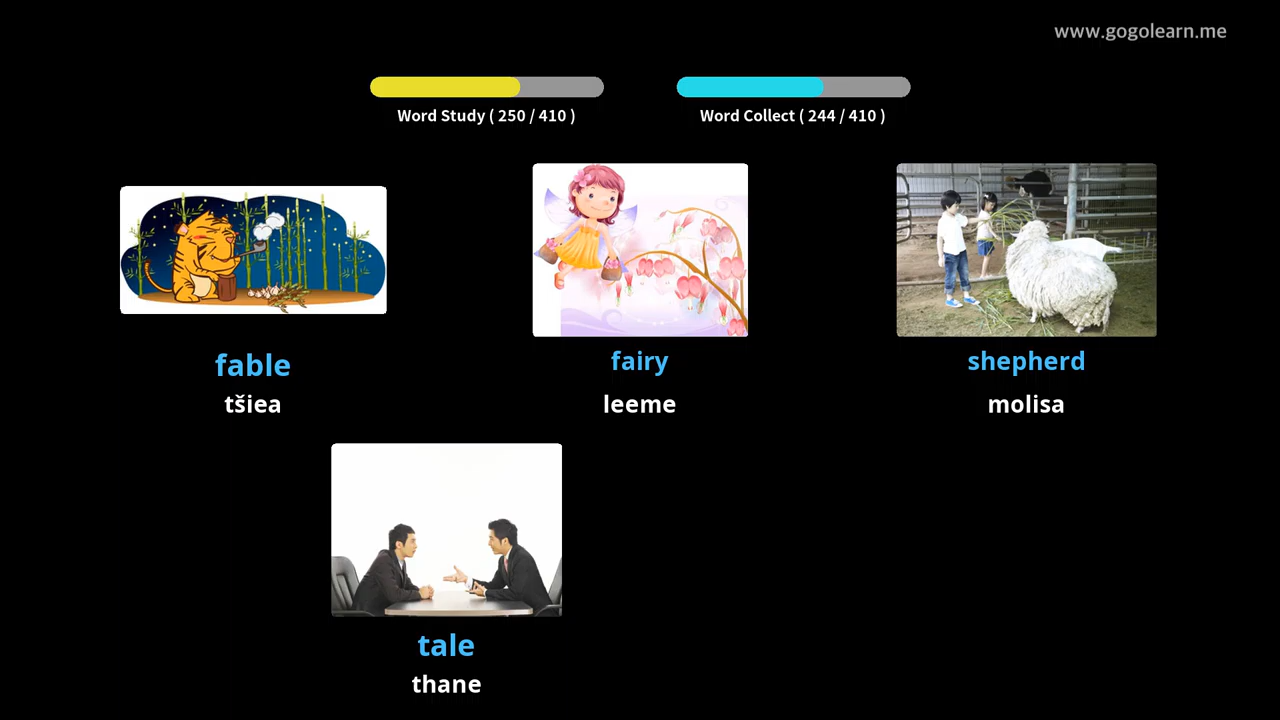 www.gogolearn.me
Word Study ( 250 / 410 )
Word Collect ( 244 / 410 )
fable
tšiea
fairy
leeme
shepherd
molisa
tale
thane